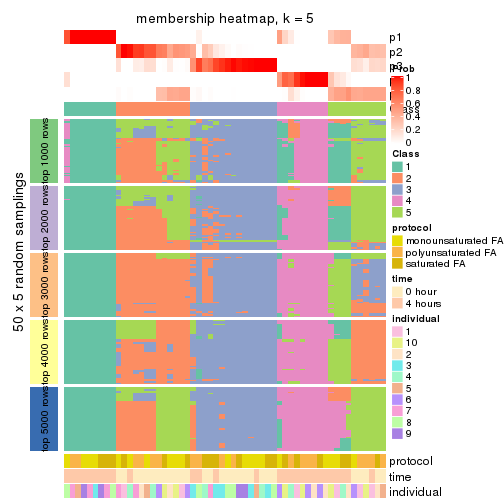 membership heatmap, k = 5
p1
p2
p3
Prob
1
0.8
0.6
0.4
0.2
0
Class
1
2
3
4
5
protocol
monounsaturated FA
polyunsaturated FA
saturated FA
time
0 hour
4 hours
individual
1
10
2
3
4
5
6
7
8
9
50 x 5 random samplings
top 1000 rows
top 2000 rows
top 3000 rows
top 4000 rows
top 5000 rows
protocol
time
individual